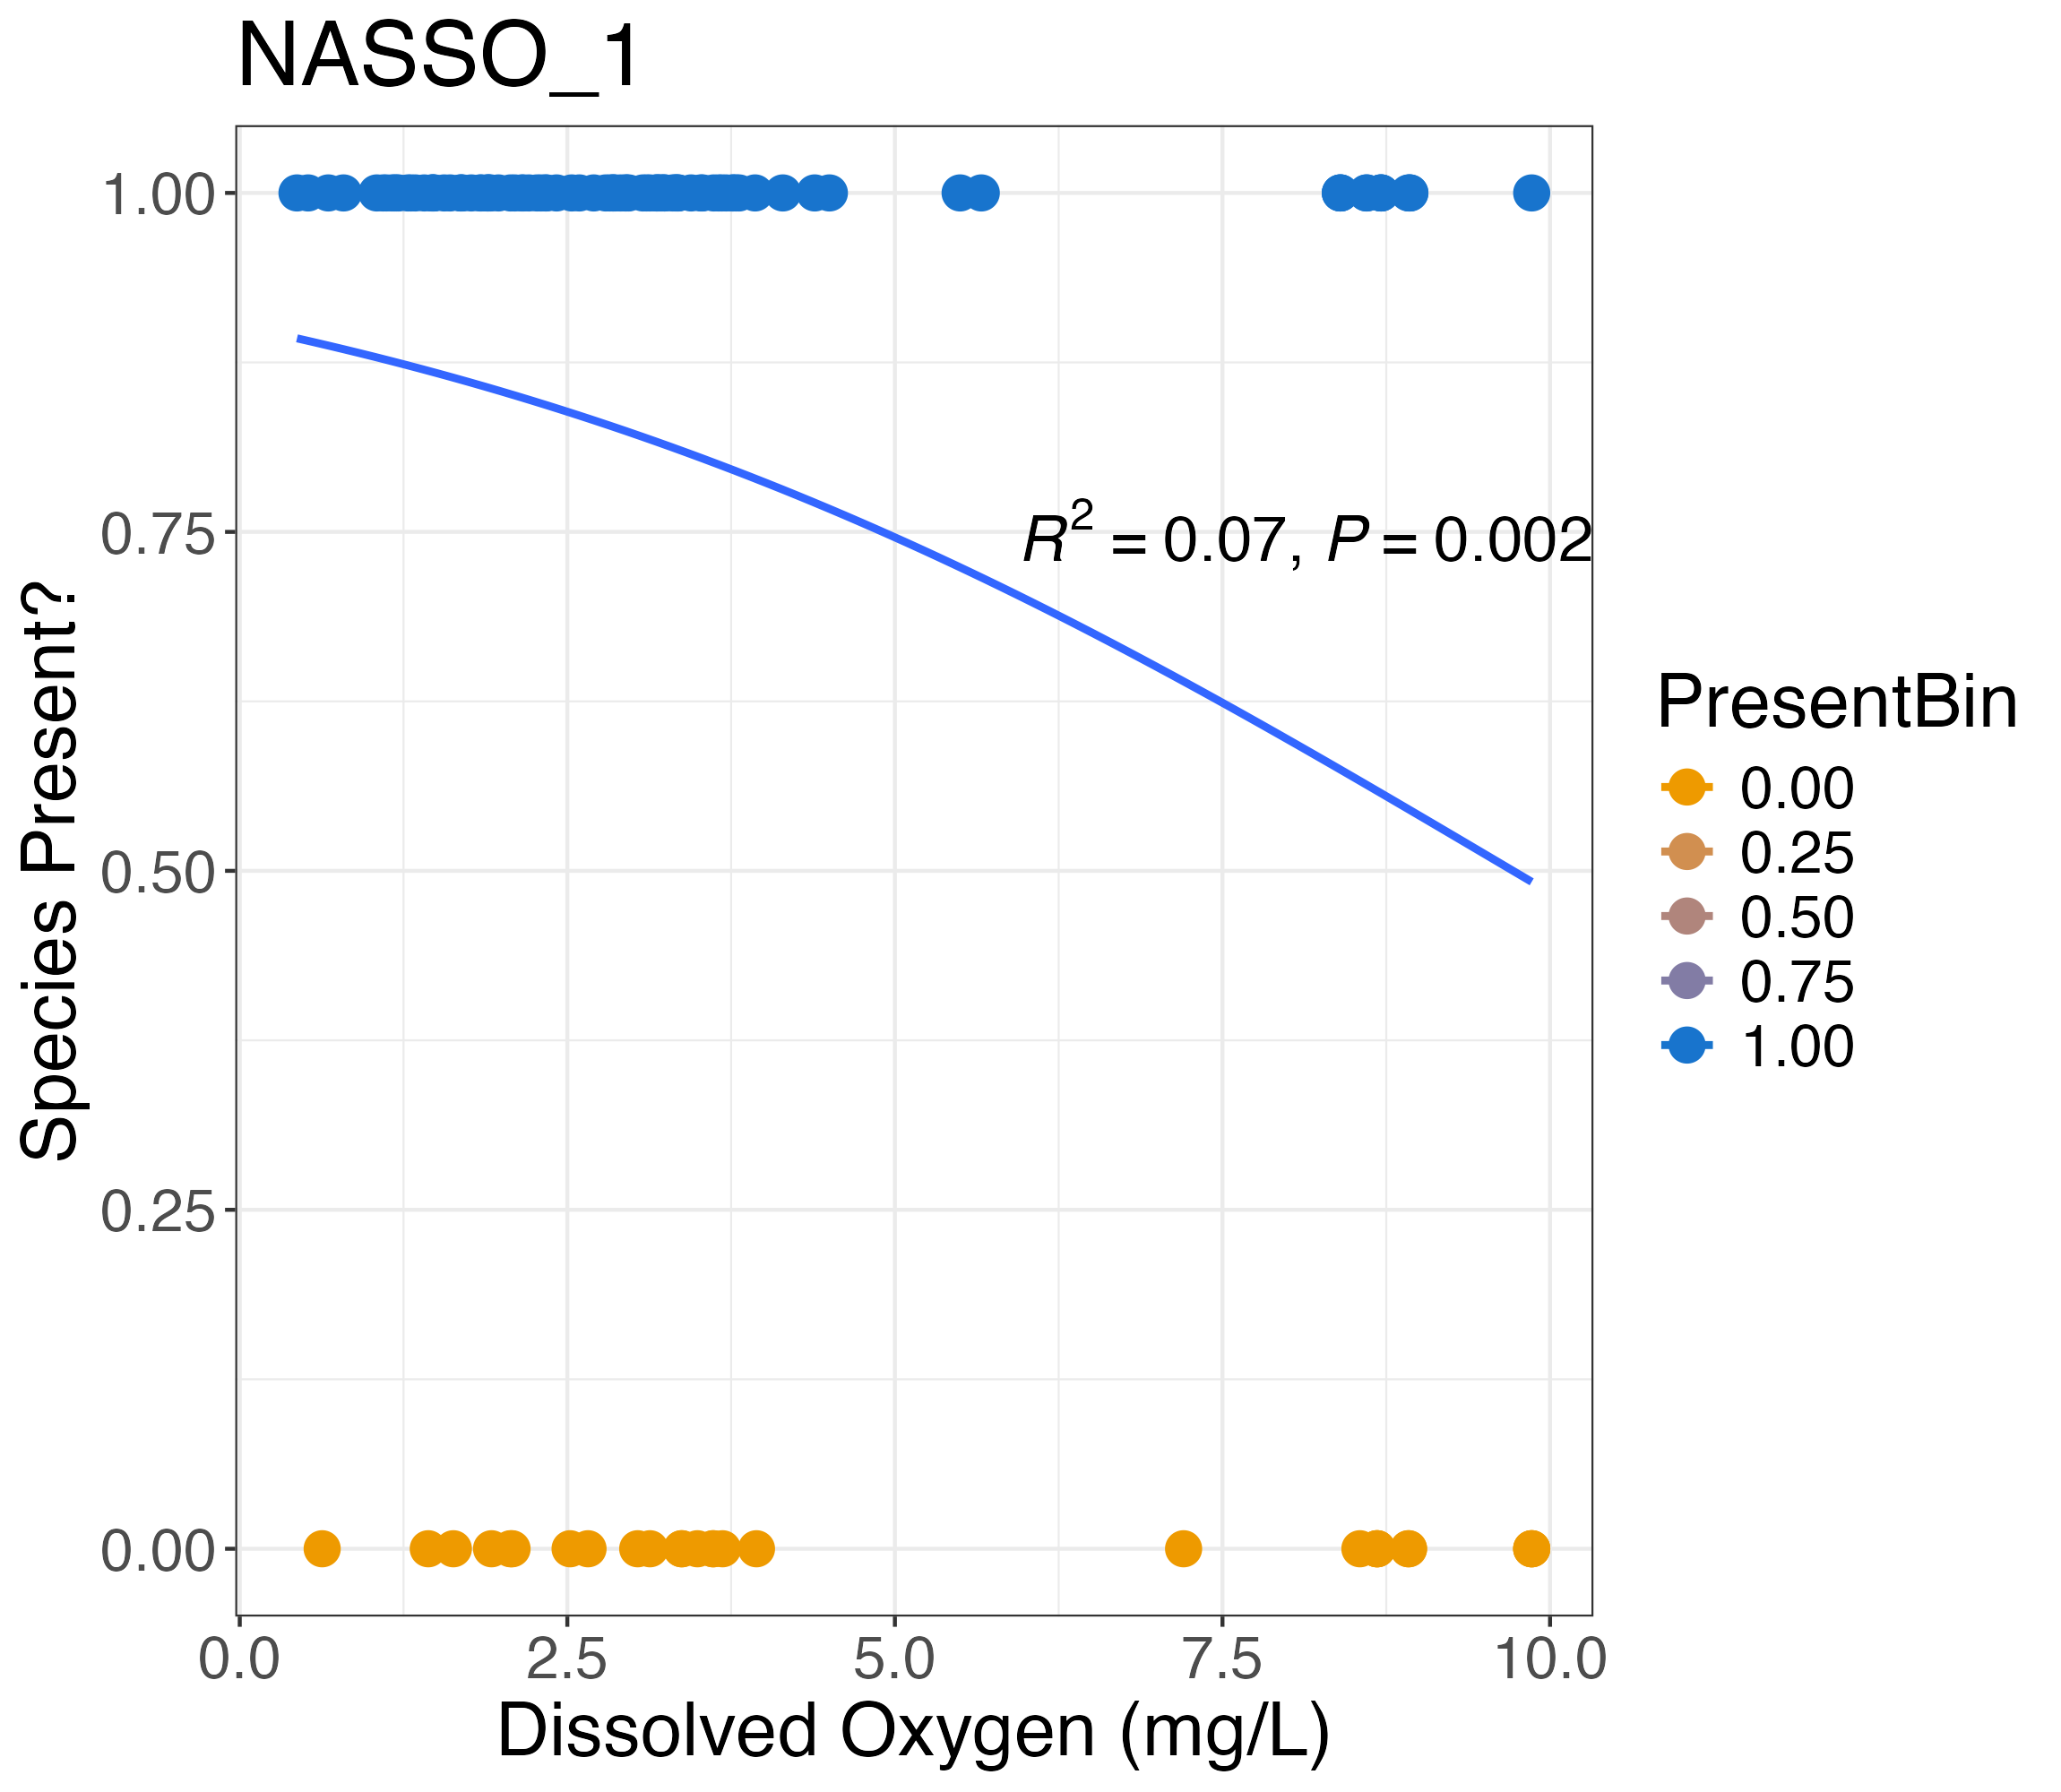 NASSO_1
1.00
0.75
0.50
0.25
0.00
Species Present?
R² = 0.07, P = 0.002
0.0 2.5 5.0 7.5 10.0
Dissolved Oxygen (mg/L)
PresentBin
0.00
0.25
0.50
0.75
1.00